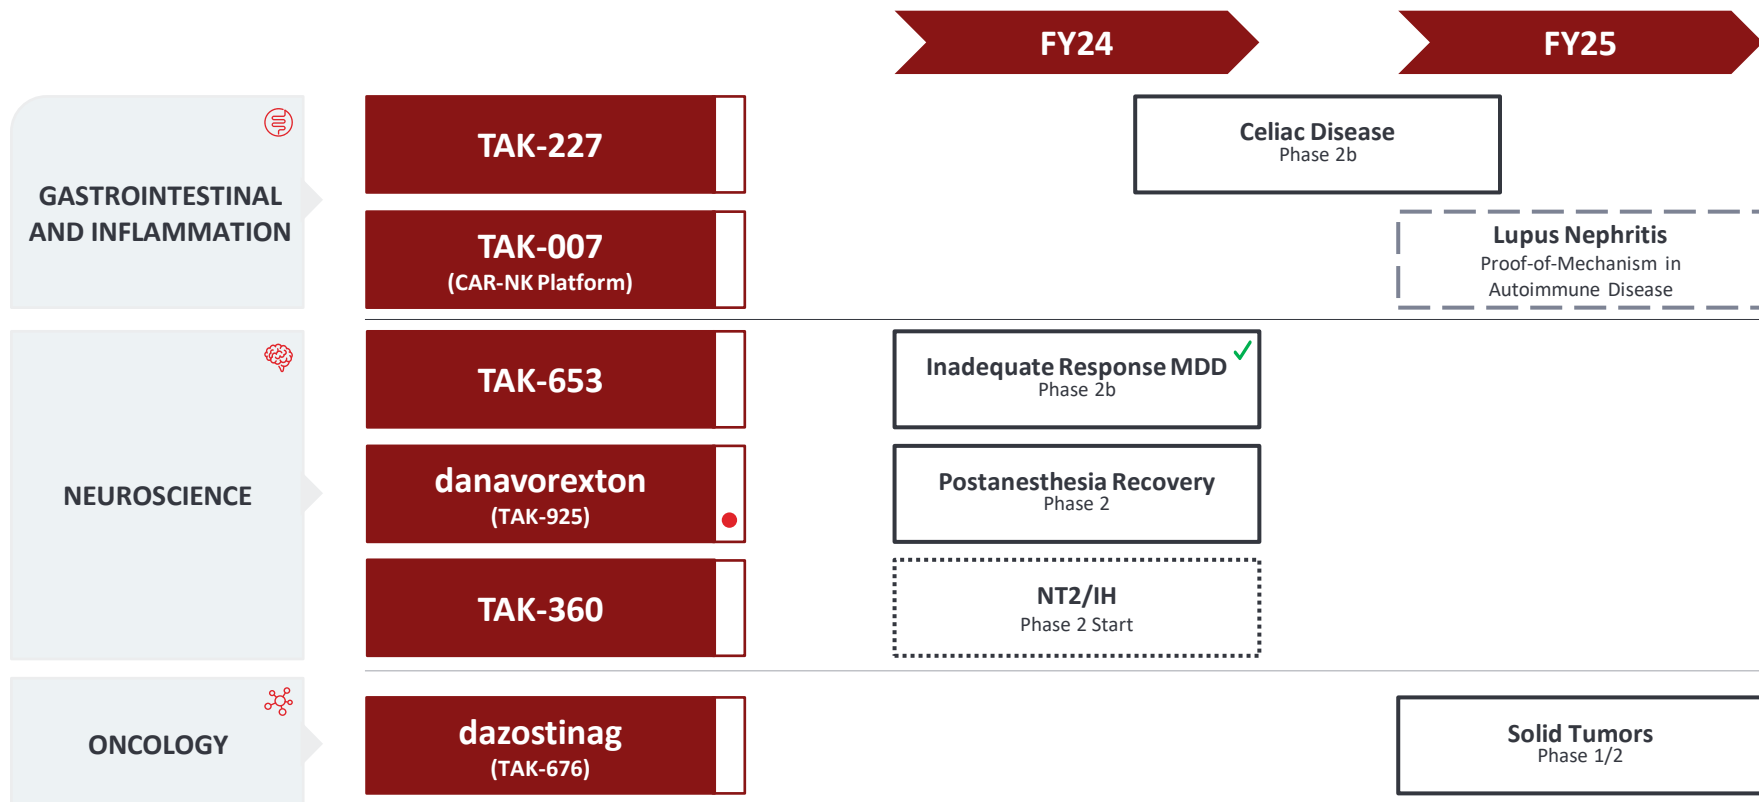 FY24
FY25
GASTROINTESTINAL
AND INFLAMMATION
TAK-227
Celiac Disease
Phase 2b
TAK-007
(CAR-NK Platform)
Lupus Nephritis
Proof-of-Mechanism in
Autoimmune Disease
NEUROSCIENCE
TAK-653
Inadequate Response MDD
Phase 2b
danavorexton
(TAK-925)
Postanesthesia Recovery
Phase 2
TAK-360
NT2/IH
Phase 2 Start
ONCOLOGY
dazostinag
(TAK-676)
Solid Tumors
Phase 1/2